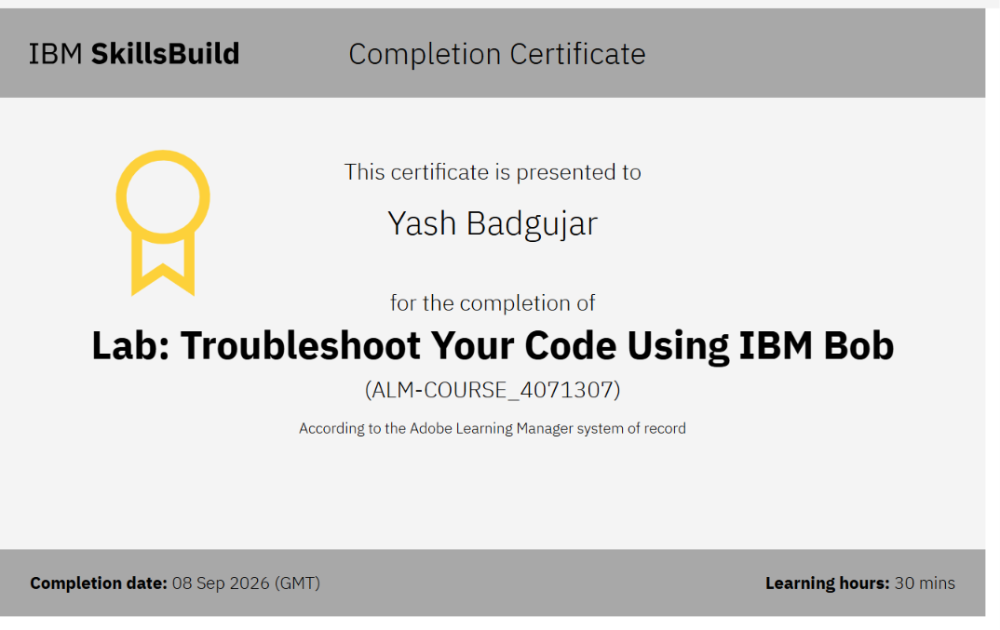 IBM SkillsBuild
Completion Certificate
This certificate is presented to
Yash Badgujar
for the completion of
Lab: Troubleshoot Your Code Using IBM Bob
(ALM-COURSE_4071307)
According to the Adobe Learning Manager system of record
Completion date: 08 Sep 2026 (GMT)
Learning hours: 30 mins